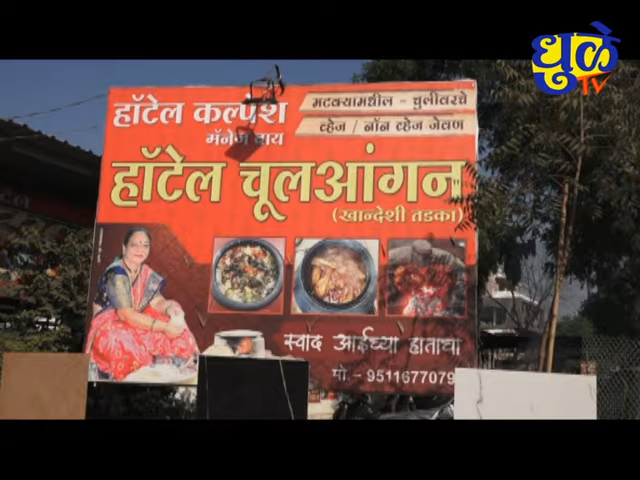 धुळे
TV
हॉटेल कल्पेश
मॅनेज बाय
मटक्यामधील - चुलीवरचे
व्हेज / नॉन व्हेज जेवण
हॉटेल चूलआंगन
(खान्देशी तडका)
स्वाद आईच्या हाताचा
मो.- 9511677079